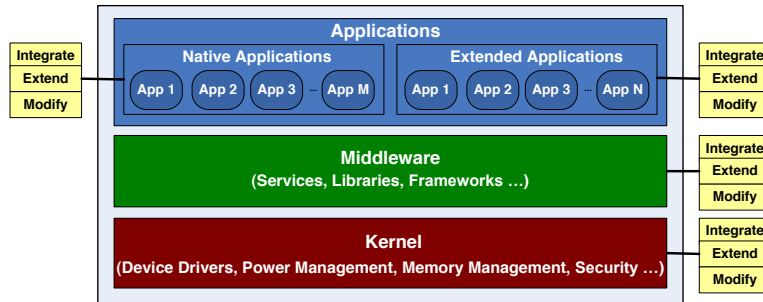 Applications
Integrate
Extend
Modify
Native Applications
App 1 App 2 App 3 ... App M
Extended Applications
App 1 App 2 App 3 ... App N
Integrate
Extend
Modify
Middleware
(Services, Libraries, Frameworks ...)
Integrate
Extend
Modify
Kernel
(Device Drivers, Power Management, Memory Management, Security ...)
Integrate
Extend
Modify